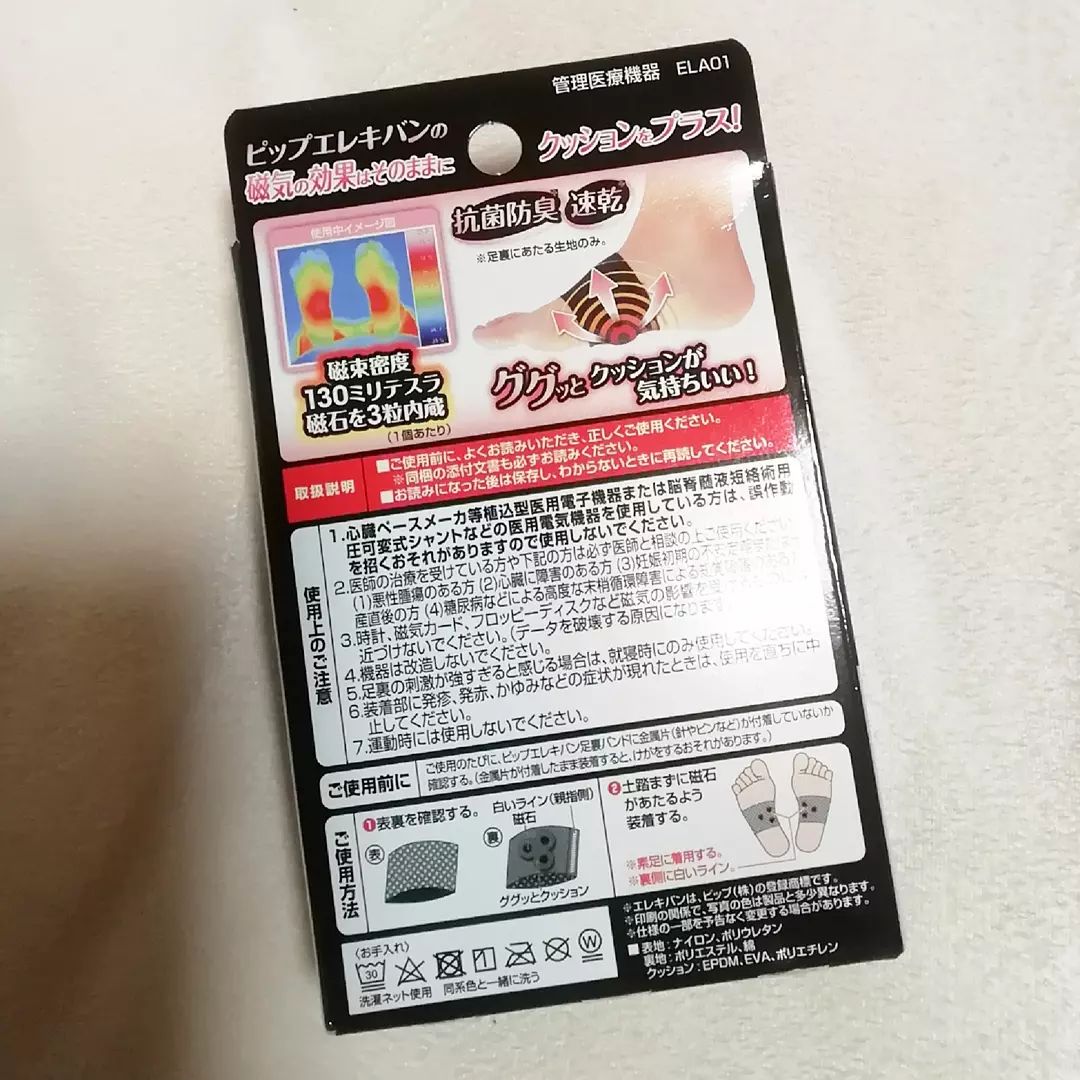 管理医療機器 ELA01
ピップエレキバンの
磁気の効果はそのままに
クッションをプラス!
使用中イメージ図
抗菌防臭※ 速乾※
※足裏にあたる生地のみ。
磁束密度
130ミリテスラ
磁石を3粒内蔵
(1個あたり)
ググッとクッションが
気持ちいい!
取扱説明
■ご使用前に、よくお読みいただき、正しくご使用ください。
※同梱の添付文書も必ずお読みください。
■お読みになった後は保存し、わからないときに再読してください。
使用上のご注意
1.心臓ペースメーカ等植込型医用電子機器または脳脊髄液短絡術用
圧可変式シャントなどの医用電気機器を使用している方は、誤作動
を招くおそれがありますので使用しないでください。
2.医師の治療を受けている方や下記の方は必ず医師と相談の上ご使用ください
(1)悪性腫瘍のある方 (2)心臓に障害のある方 (3)妊娠初期の不安定期
産直後の方 (4)糖尿病などによる高度な末梢循環障害による
3.時計、磁気カード、フロッピーディスクなど磁気の影響を
近づけないでください。(データを破壊する原因になります
4.機器は改造しないでください。
5.足裏の刺激が強すぎると感じる場合は、就寝時にのみ使用してください。
6.装着部に発疹、発赤、かゆみなどの症状が現れたときは、使用を直ちに中
止してください。
7.運動時には使用しないでください。
ご使用前に
ご使用のたびに、ピップエレキバン足裏バンドに金属片(針やピンなど)が付着していないか
確認する。(金属片が付着したまま装着すると、けがをするおそれがあります。)
ご使用方法
❶表裏を確認する。
表
白いライン(親指側)
磁石
裏
ググッとクッション
❷土踏まずに磁石
があたるよう
装着する。
※素足に着用する。
※裏側に白いライン。
〈お手入れ〉
30
W
洗濯ネット使用 同系色と一緒に洗う
※エレキバンは、ピップ(株)の登録商標です。
※印刷の関係で、写真の色は製品と多少異なります。
※仕様の一部を予告なく変更する場合があります。
■表地:ナイロン、ポリウレタン
裏地:ポリエステル、綿
クッション:EPDM、EVA、ポリエチレン